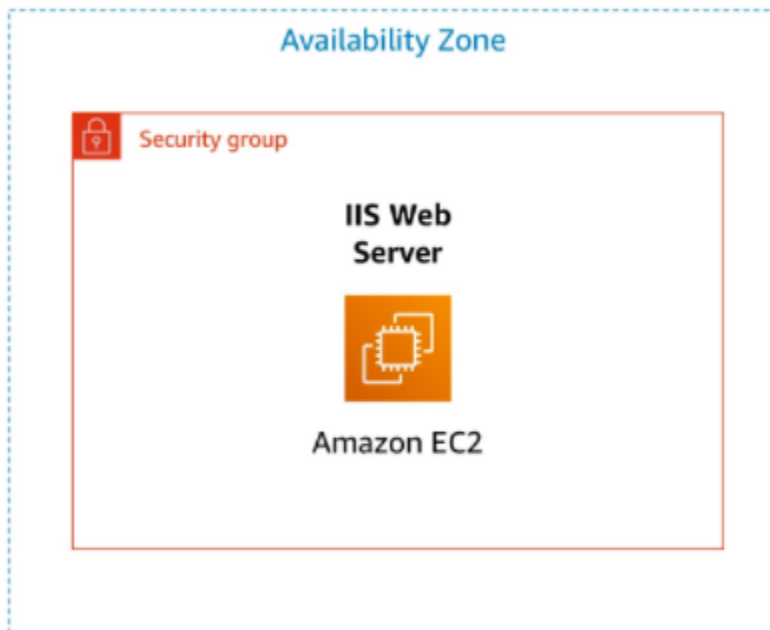 Availability Zone
Security group
IIS Web
Server
Amazon EC2